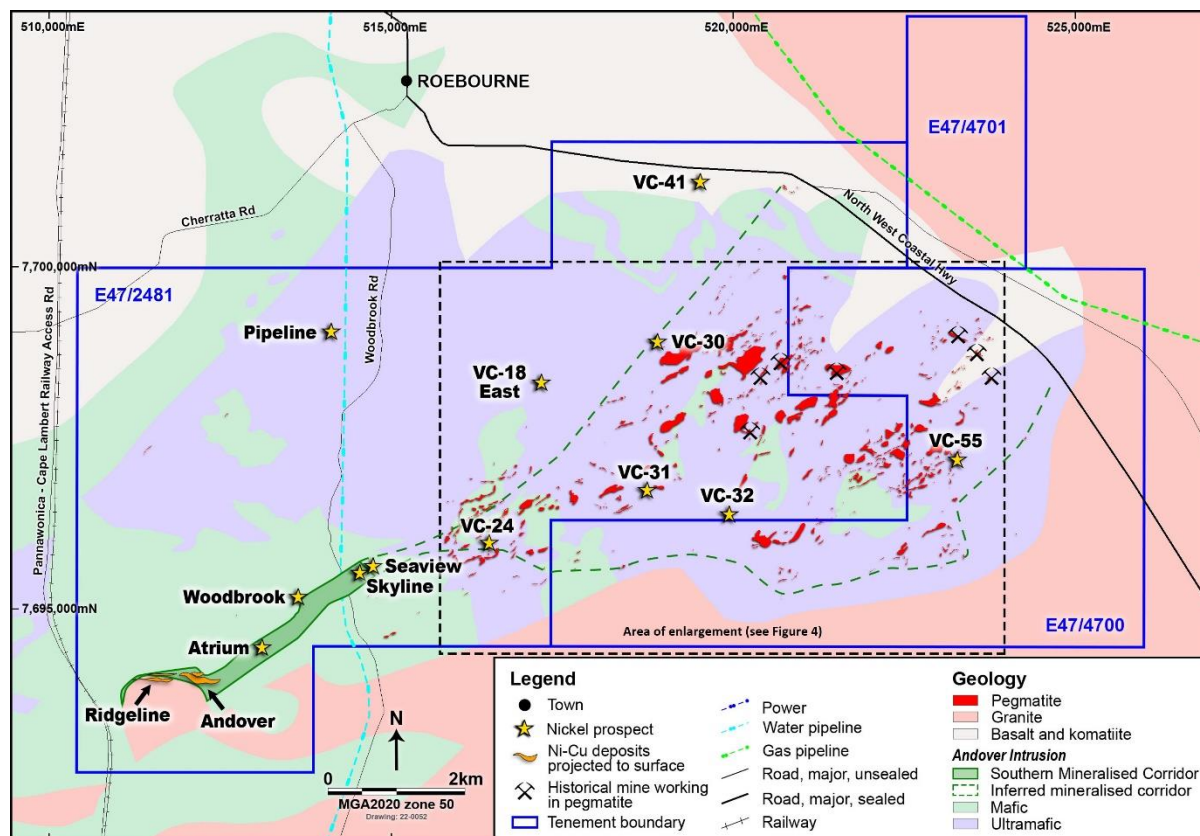 510,000mE
515,000mE
520,000mE
525,000mE
ROEBOURNE
E47/4701
VC-41
Cherratta Rd
North West Coastal Hwy
7,700,000mN
E47/2481
Woodbrook Rd
Pipeline
VC-30
VC-18
East
Pannawonica - Cape Lambert Railway Access Rd
VC-55
VC-31
VC-32
VC-24
Seaview
Skyline
Woodbrook
7,695,000mN
Atrium
Area of enlargement (see Figure 4)
E47/4700
Ridgeline
Andover
N
0 2km
MGA2020 zone 50
Drawing: 22-0052
Legend
Town
Nickel prospect
Ni-Cu deposits
projected to surface
Historical mine working
in pegmatite
Tenement boundary
Power
Water pipeline
Gas pipeline
Road, major, unsealed
Road, major, sealed
Railway
Geology
Pegmatite
Granite
Basalt and komatiite
Andover Intrusion
Southern Mineralised Corridor
Inferred mineralised corridor
Mafic
Ultramafic